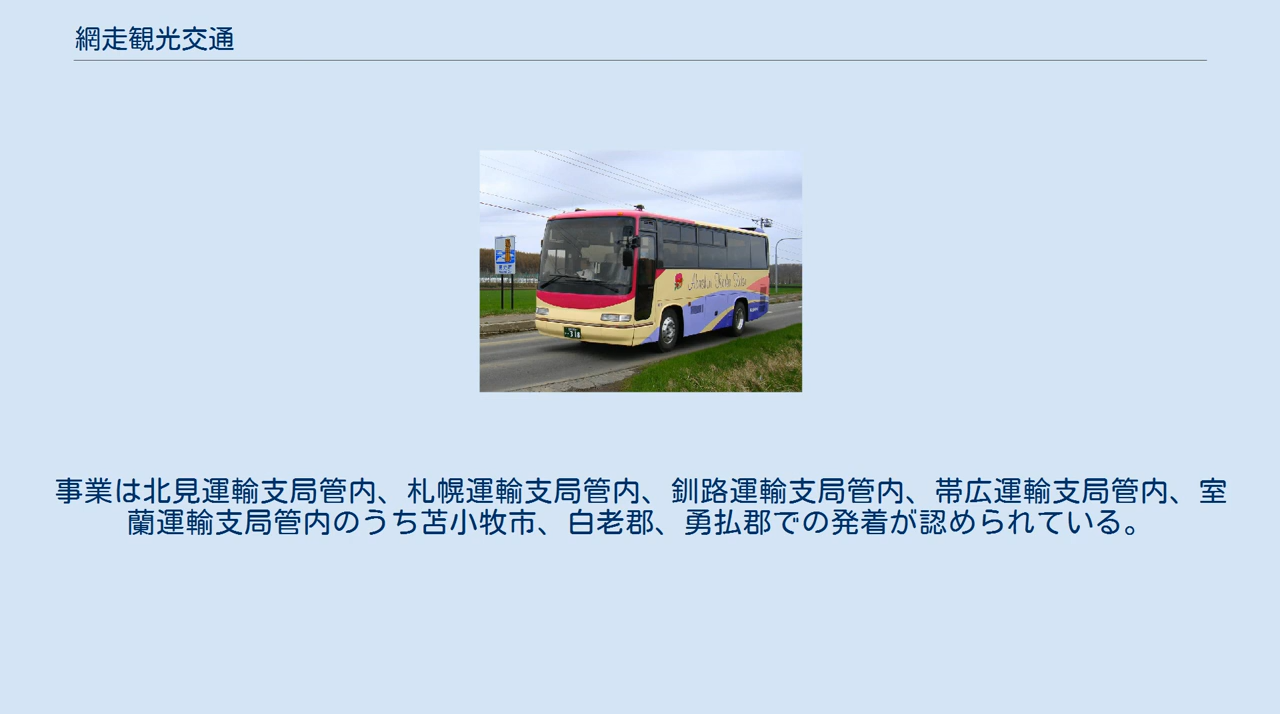 網走観光交通
事業は北見運輸支局管内、札幌運輸支局管内、釧路運輸支局管内、帯広運輸支局管内、室
蘭運輸支局管内のうち苫小牧市、白老郡、勇払郡での発着が認められている。